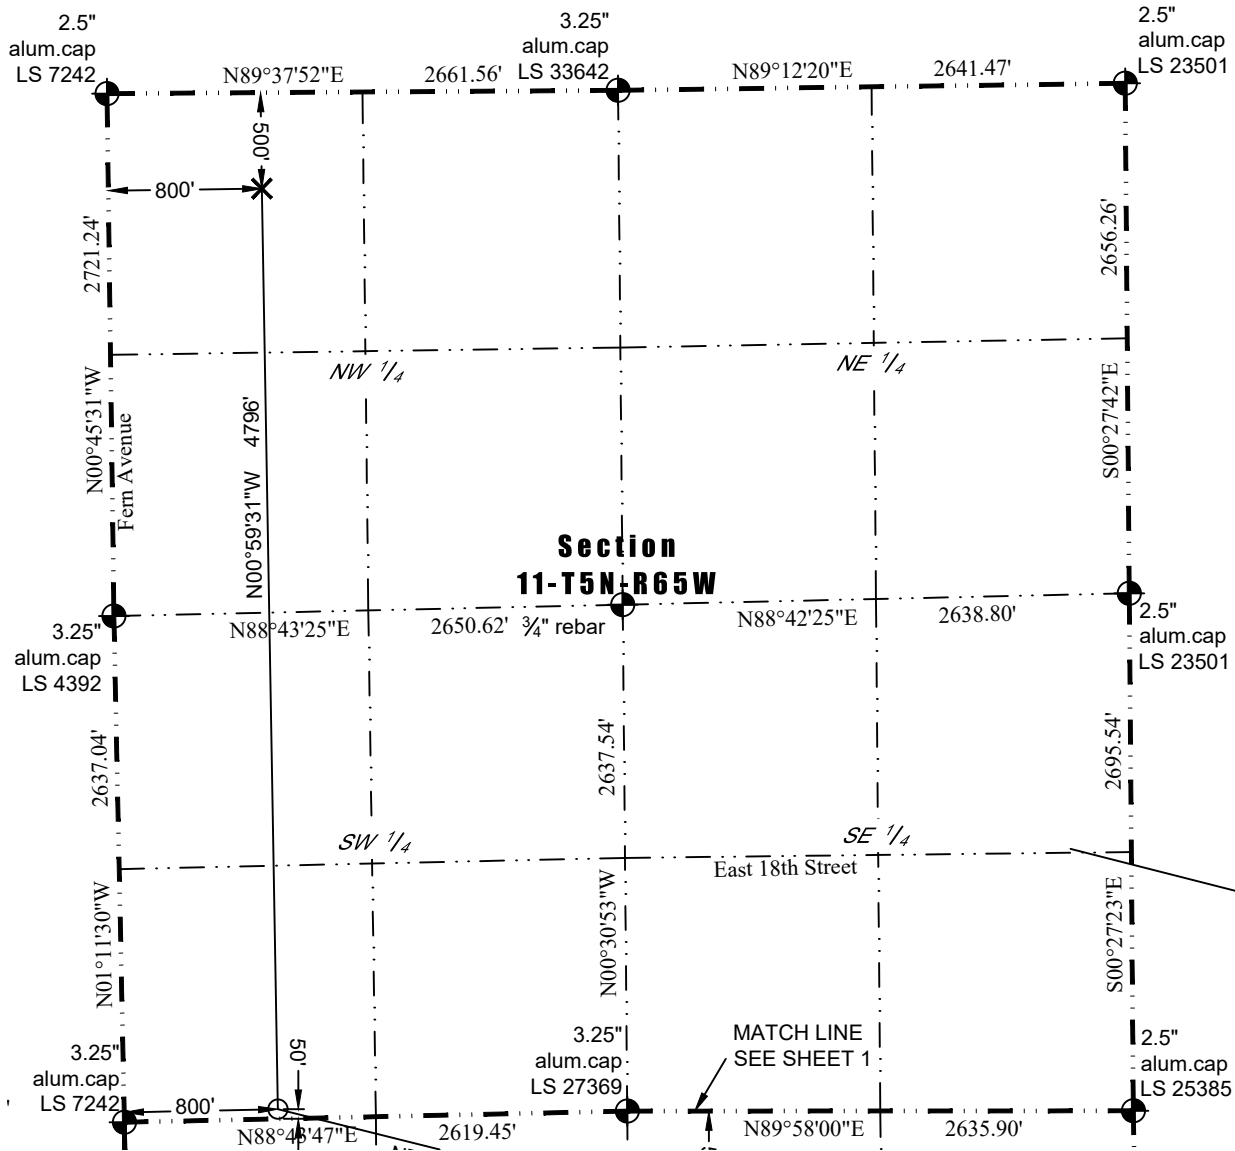 2.5"
alum.cap
LS 7242
3.25"
alum.cap
LS 33642
2.5"
alum.cap
LS 23501
N89°37'52"E
2661.56'
N89°12'20"E
2641.47'
500'
800'
2721.24'
2656.26'
NW 1/4
NE 1/4
N00°45'31"W
Fern Avenue
N00°59'31"W 4796'
S00°27'42"E
Section
11-T5N-R65W
N88°43'25"E
2650.62'
3/4" rebar
N88°42'25"E
2638.80'
3.25"
alum.cap
LS 4392
2.5"
alum.cap
LS 23501
2637.04'
2637.54'
2695.54'
SW 1/4
SE 1/4
East 18th Street
N01°11'30"W
N00°30'53"W
S00°27'23"E
3.25"
alum.cap
LS 7242
50'
3.25"
alum.cap
LS 27369
MATCH LINE
SEE SHEET 1
2.5"
alum.cap
LS 25385
800'
N88°43'47"E
2619.45'
N89°58'00"E
2635.90'